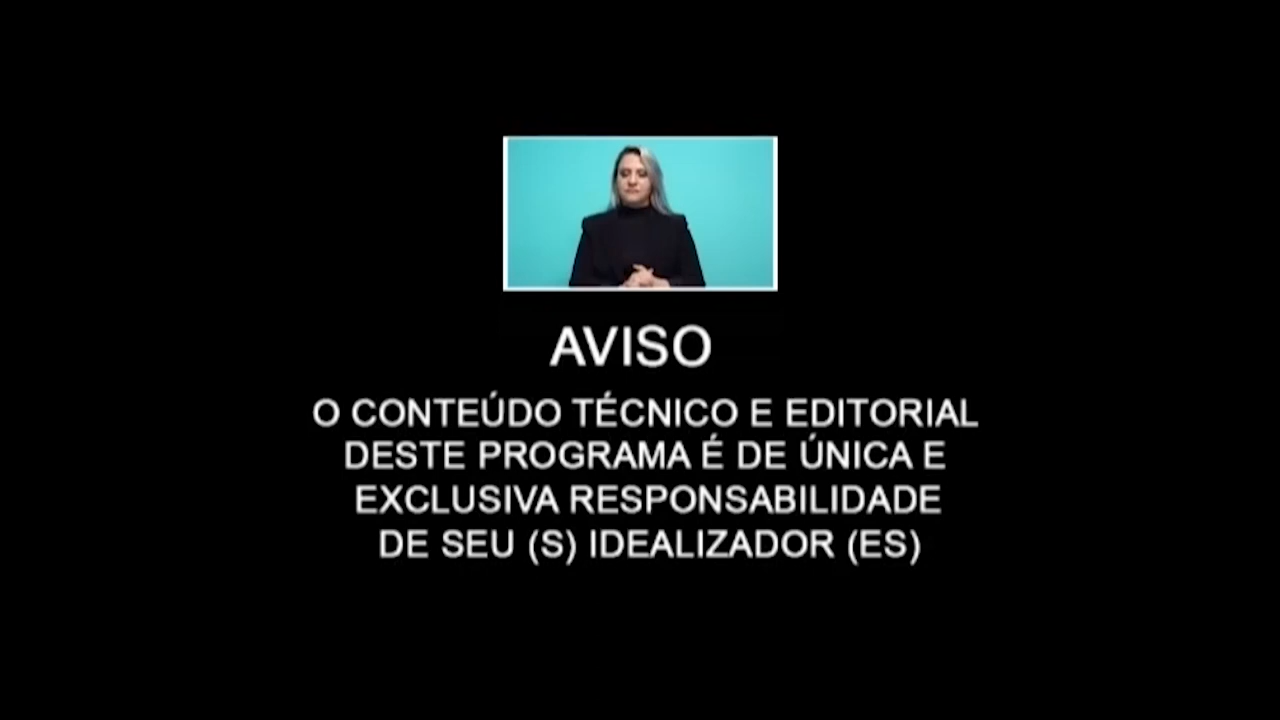 AVISO
O CONTEÚDO TÉCNICO E EDITORIAL
DESTE PROGRAMA É DE ÚNICA E
EXCLUSIVA RESPONSABILIDADE
DE SEU (S) IDEALIZADOR (ES)